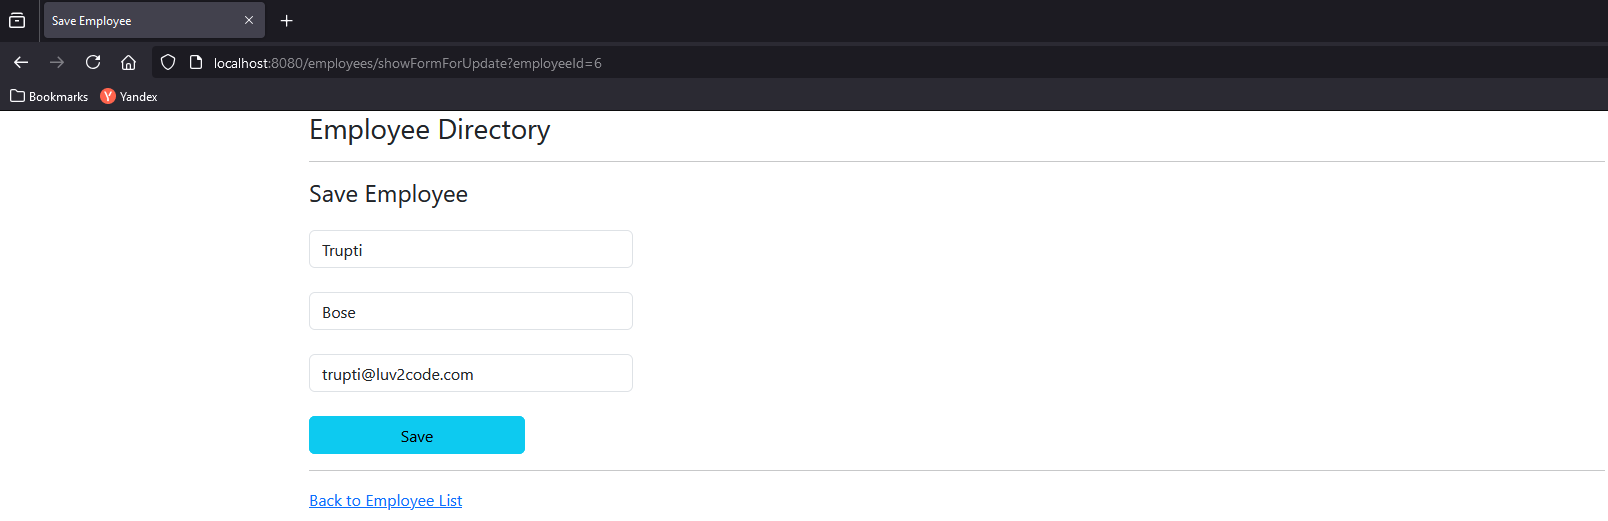 Save Employee
localhost:8080/employees/showFormForUpdate?employeeId=6
Bookmarks Y Yandex
Employee Directory
Save Employee
Trupti
Bose
trupti@luv2code.com
Save
Back to Employee List